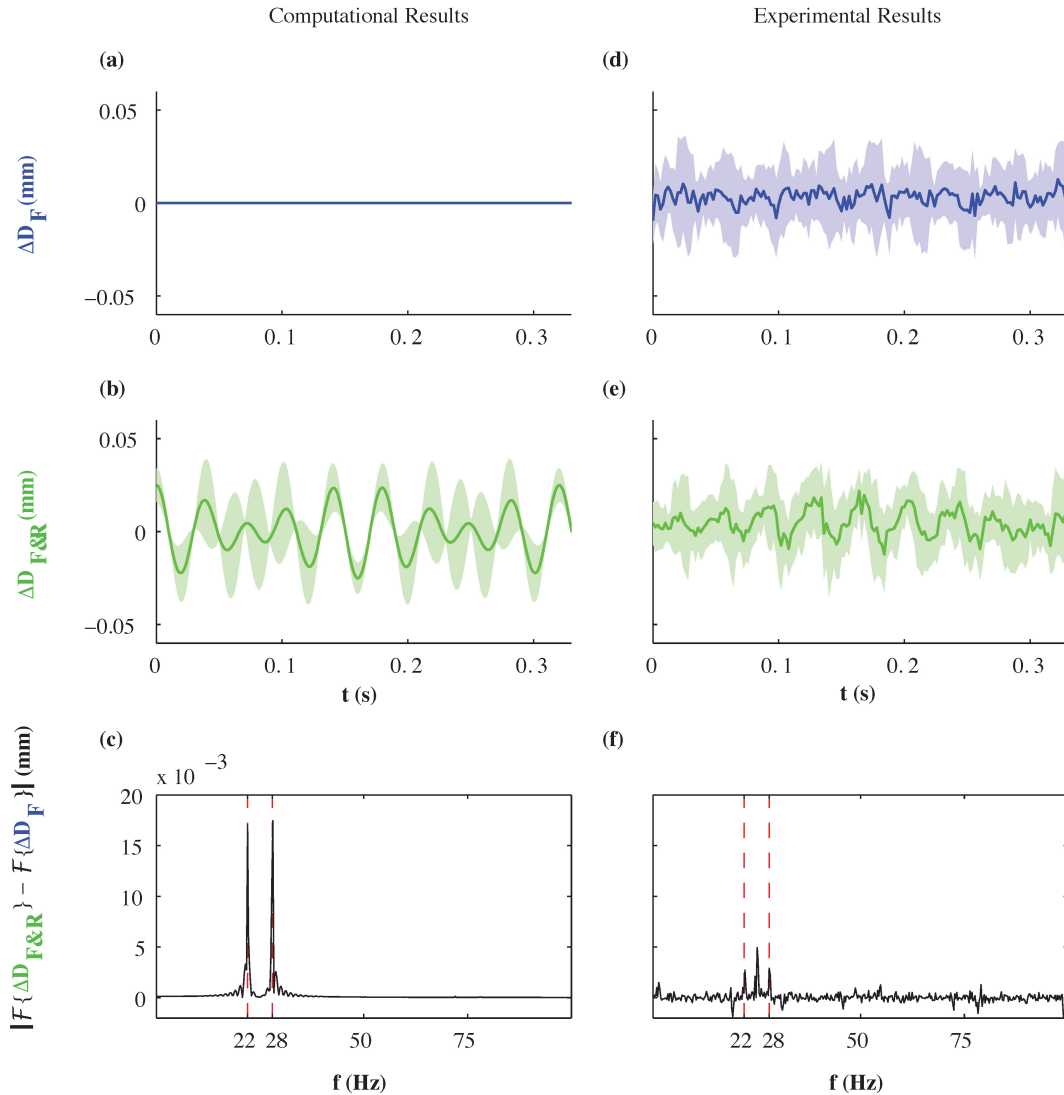 Computational Results
Experimental Results
(a)
(d)
ΔD_F (mm)
0.05
0
−0.05
0 0.1 0.2 0.3
0 0.1 0.2 0.3
(b)
(e)
ΔD_F&R (mm)
0.05
0
−0.05
0 0.1 0.2 0.3
0 0.1 0.2 0.3
t (s)
t (s)
(c)
(f)
|F{ΔD_F&R} − F{ΔD_F}| (mm)
x 10 −3
20
15
10
5
0
22 28 50 75
22 28 50 75
f (Hz)
f (Hz)